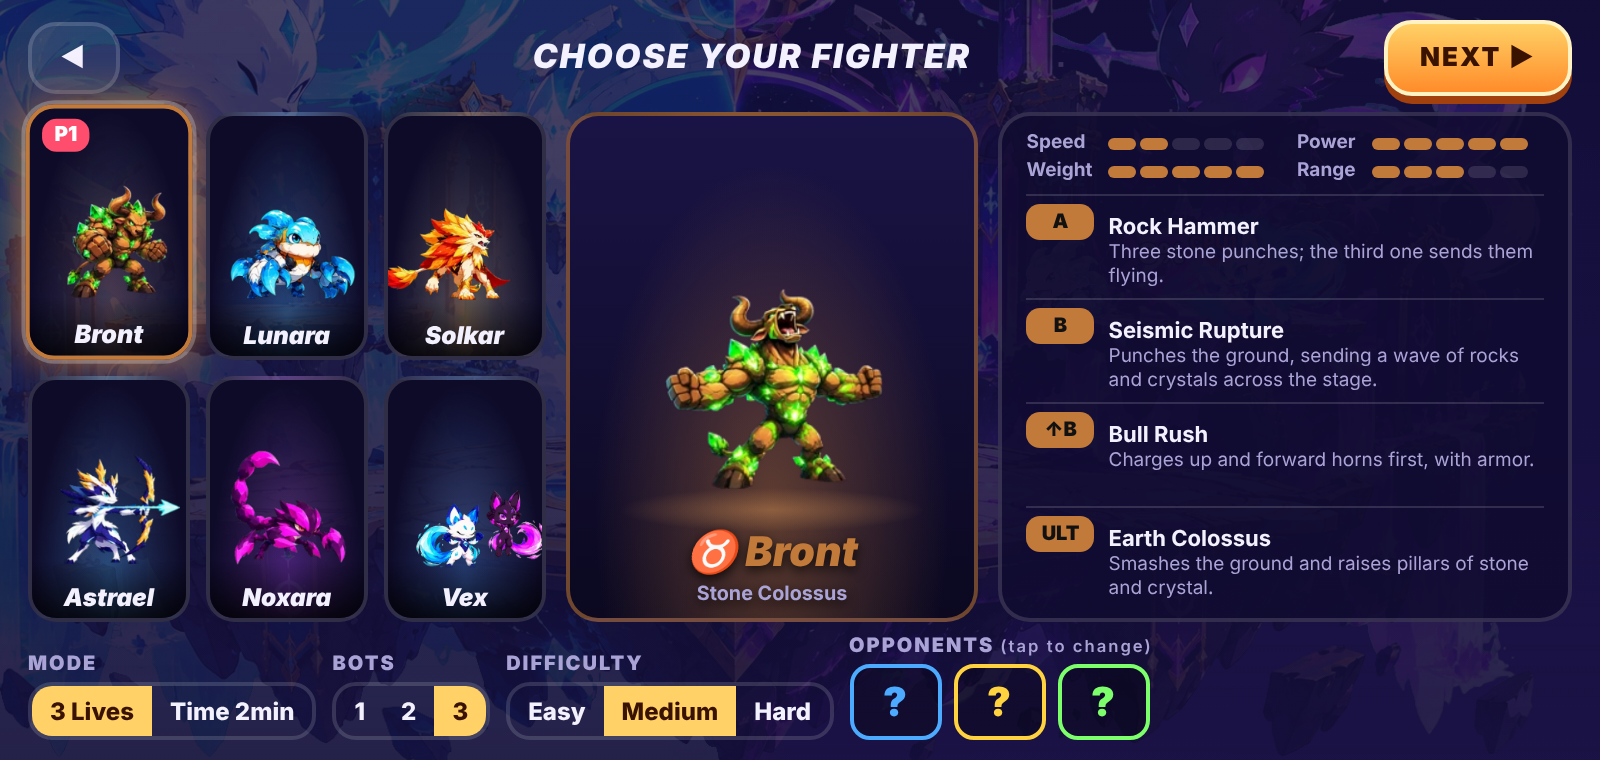 ◀
CHOOSE YOUR FIGHTER
NEXT ▶
P1
Bront
Lunara
Solkar
Astrael
Noxara
Vex
♉ Bront
Stone Colossus
Speed
Power
Weight
Range
A
Rock Hammer
Three stone punches; the third one sends them
flying.
B
Seismic Rupture
Punches the ground, sending a wave of rocks
and crystals across the stage.
↑B
Bull Rush
Charges up and forward horns first, with armor.
ULT
Earth Colossus
Smashes the ground and raises pillars of stone
and crystal.
MODE
3 Lives
Time 2min
BOTS
1 2 3
DIFFICULTY
Easy
Medium
Hard
OPPONENTS (tap to change)
? ? ?